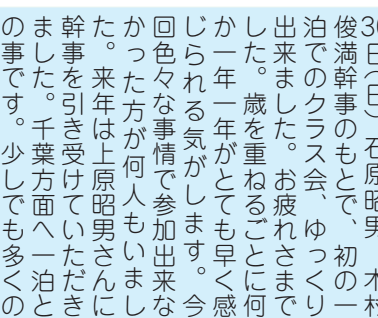 30日(日)石原昭男 木村
俊満幹事のもとで、初の一
泊でのクラス会、ゆっくり
出来ました。お疲れさまで
した。歳を重ねるごとに何
か一年一年がとても早く感
じられる気がします。今
回色々な事情で参加出来な
かった方が何人もいまし
た。来年は上原昭男さんに
幹事を引き受けていただき
ました。千葉方面へ一泊と
の事です。少しでも多くの